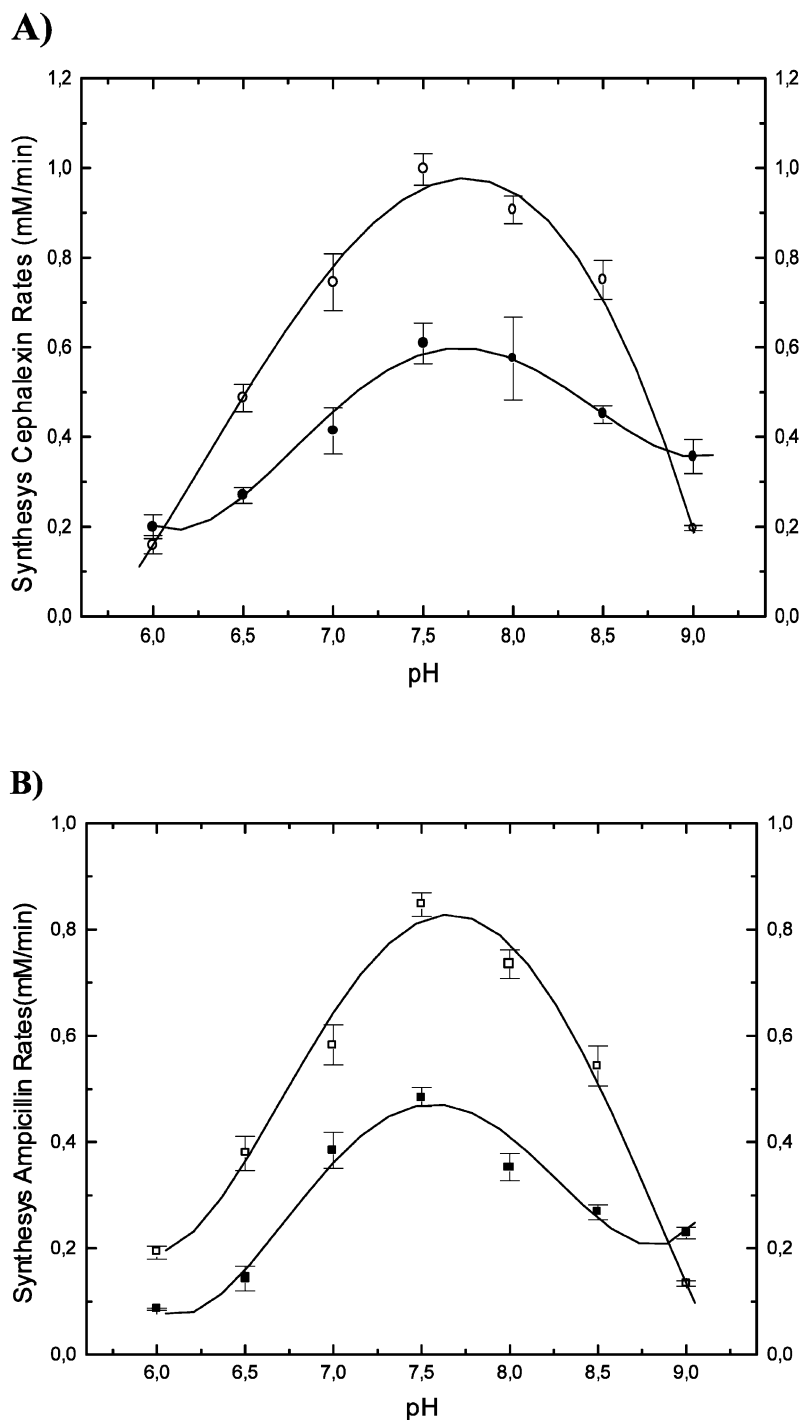 A)
Synthesys Cephalexin Rates (mM/min)
1,2 1,2
1,0 1,0
0,8 0,8
0,6 0,6
0,4 0,4
0,2 0,2
0,0 0,0
6,0 6,5 7,0 7,5 8,0 8,5 9,0
pH
B)
Synthesys Ampicillin Rates(mM/min)
1,0 1,0
0,8 0,8
0,6 0,6
0,4 0,4
0,2 0,2
0,0 0,0
6,0 6,5 7,0 7,5 8,0 8,5 9,0
pH